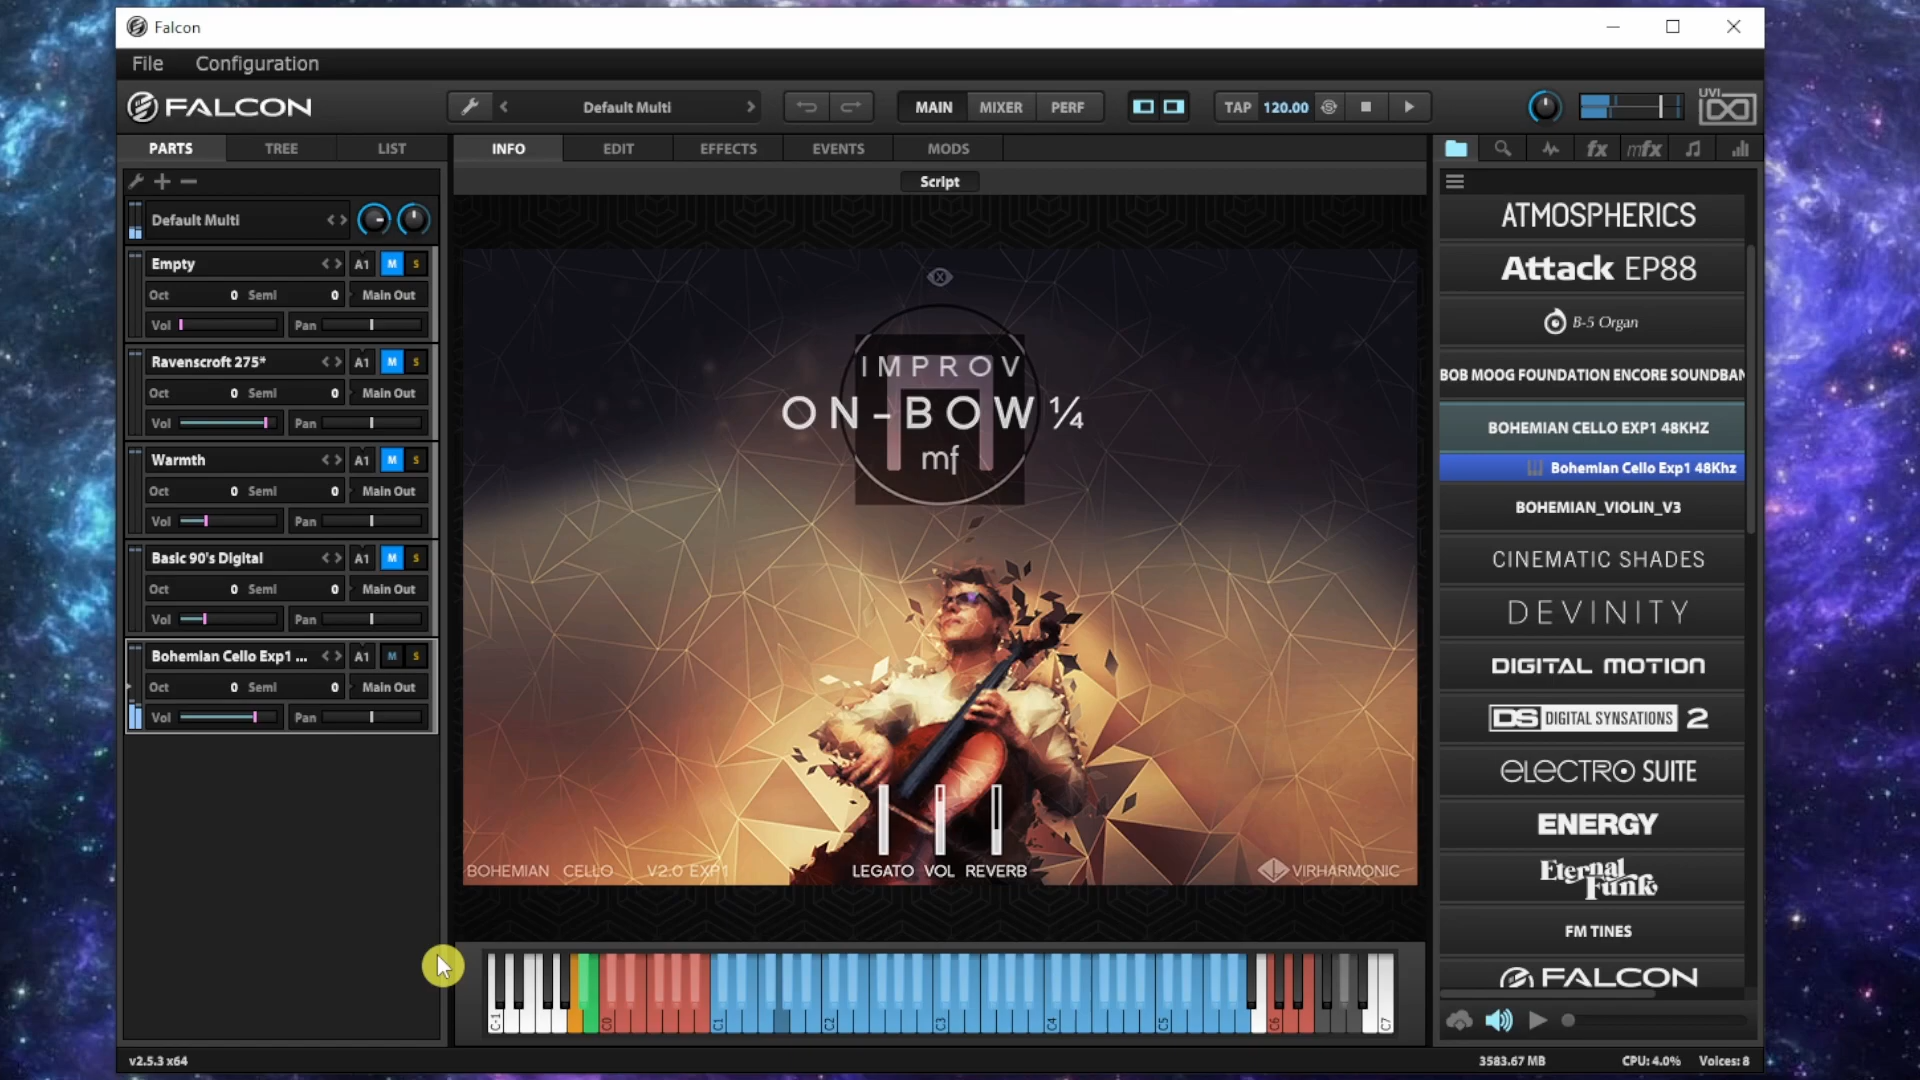 Falcon
File Configuration
FALCON
Default Multi
MAIN MIXER PERF
TAP 120.00
UVI
PARTS TREE LIST
INFO EDIT EFFECTS EVENTS MODS
fx mfx
Script
Default Multi
Empty A1 M S
Oct 0 Semi 0 Main Out
Vol Pan
Ravenscroft 275* A1 M S
Oct 0 Semi 0 Main Out
Vol Pan
Warmth A1 M S
Oct 0 Semi 0 Main Out
Vol Pan
Basic 90's Digital A1 M S
Oct 0 Semi 0 Main Out
Vol Pan
Bohemian Cello Exp1 ... A1 M S
Oct 0 Semi 0 Main Out
Vol Pan
IMPROV
ON-BOW ¼
mf
LEGATO VOL REVERB
BOHEMIAN CELLO V2.0 EXP1
VIRHARMONIC
C-1 C0 C1 C2 C3 C4 C5 C6 C7
ATMOSPHERICS
Attack EP88
B-5 Organ
BOB MOOG FOUNDATION ENCORE SOUNDBAN
BOHEMIAN CELLO EXP1 48KHZ
Bohemian Cello Exp1 48Khz
BOHEMIAN_VIOLIN_V3
CINEMATIC SHADES
DEVINITY
DIGITAL MOTION
DS DIGITAL SYNSATIONS 2
ELECTRO SUITE
ENERGY
Eternal
Funk
FM TINES
FALCON
v2.5.3 x64
3583.67 MB CPU: 4.0% Voices: 8